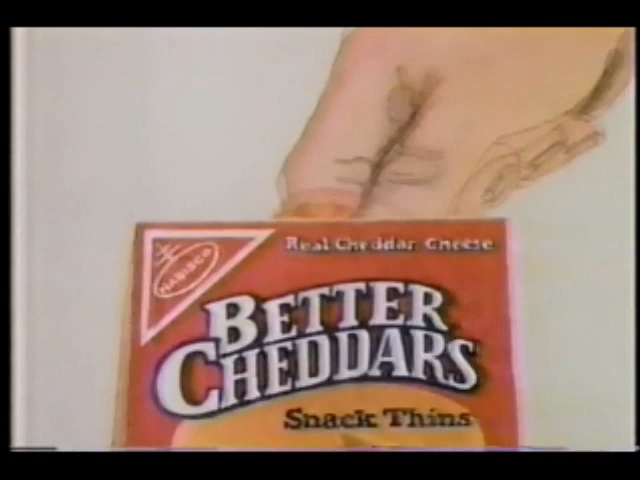 NABISCO
Real Cheddar Cheese
BETTER
CHEDDARS
Snack Thins